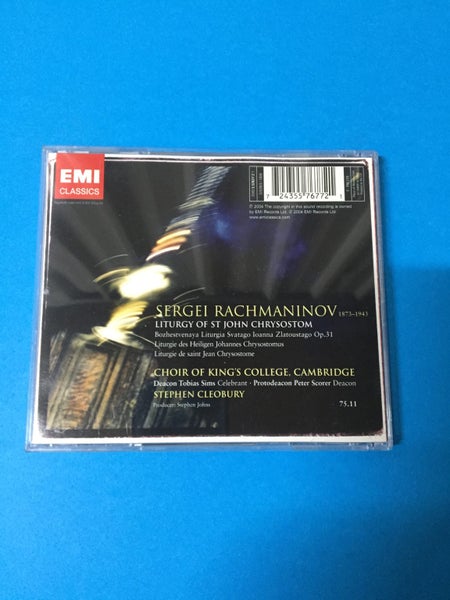 EMI
CLASSICS
7 24355 76772
℗ 2004 The copyright in this sound recording is owned
by EMI Records Ltd. © 2004 EMI Records Ltd.
www.emiclassics.com
SERGEI RACHMANINOV 1873–1943
LITURGY OF ST JOHN CHRYSOSTOM
Bozhestvennaya Liturgia Svatago Ioanna Zlatoustago Op.31
Liturgie des Heiligen Johannes Chrysostomus
Liturgie de saint Jean Chrysostome
CHOIR OF KING'S COLLEGE, CAMBRIDGE
Deacon Tobias Sims Celebrant · Protodeacon Peter Scorer Deacon
STEPHEN CLEOBURY
Producer: Stephen Johns
75.11